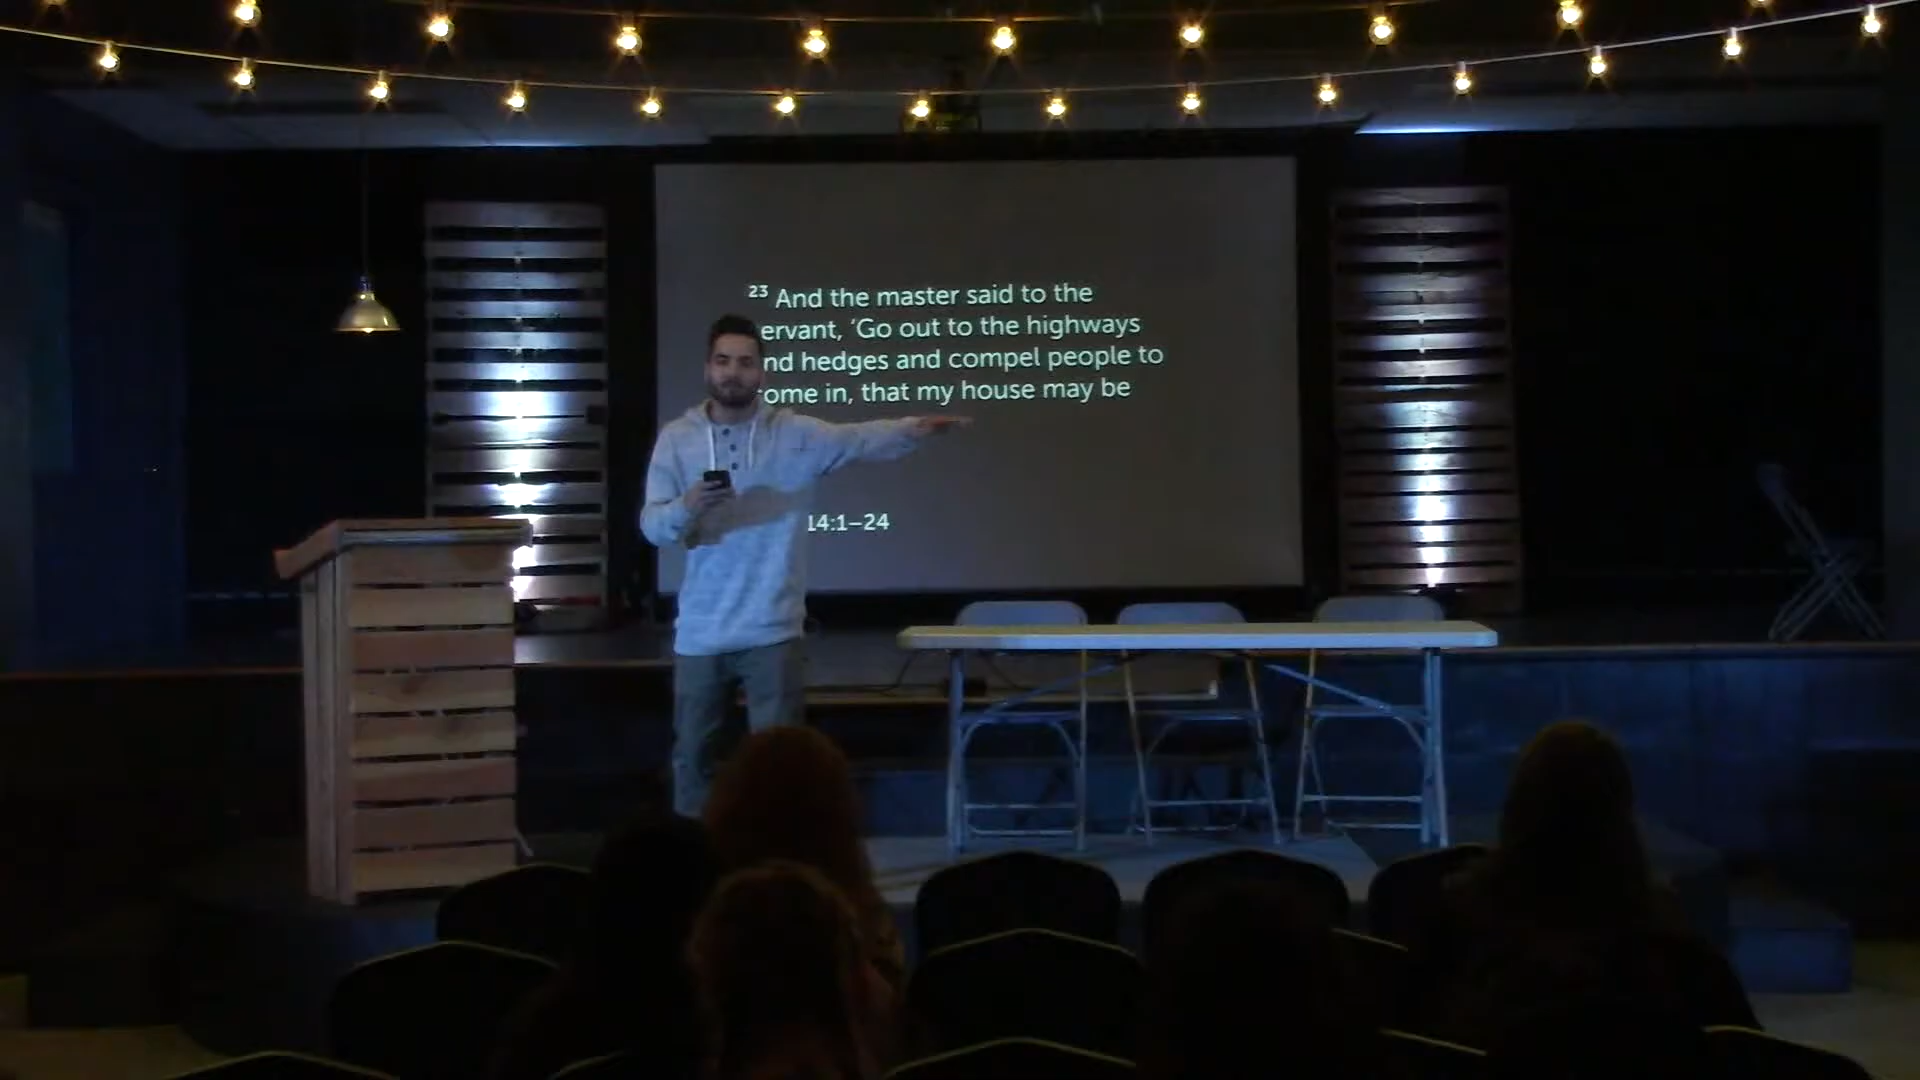 23 And the master said to the
ervant, ‘Go out to the highways
nd hedges and compel people to
ome in, that my house may be
14:1–24